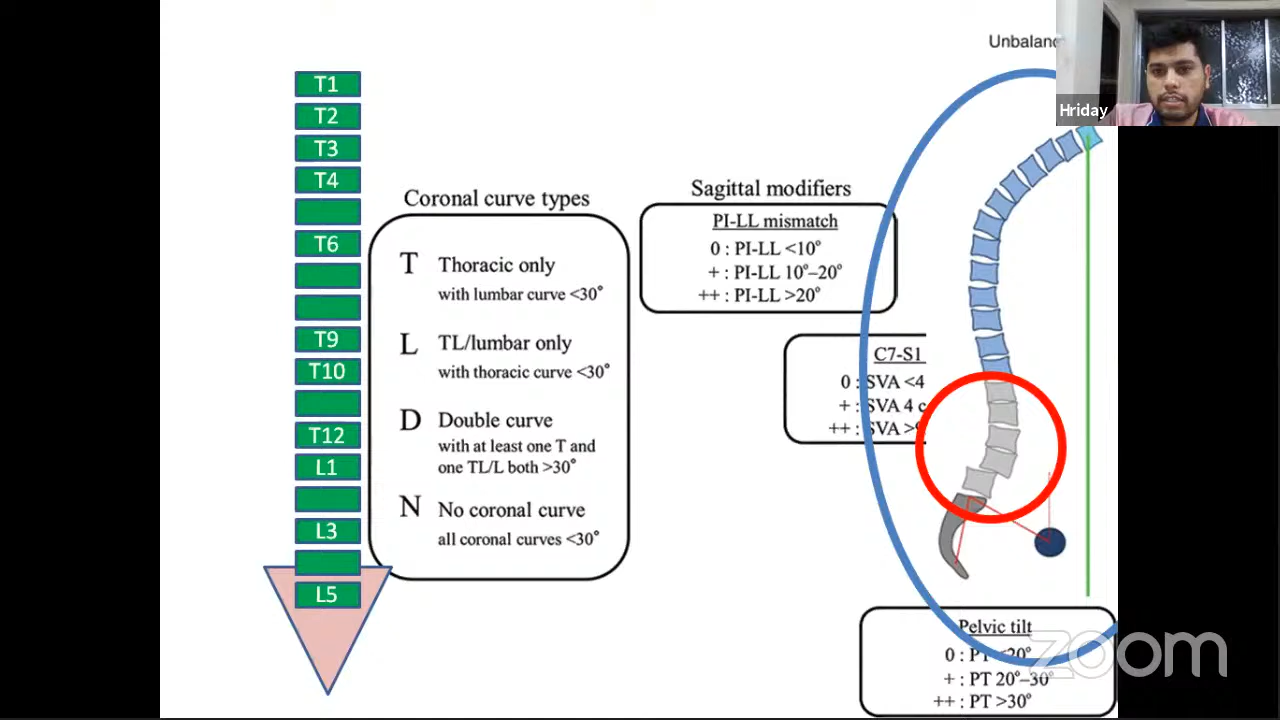 Unbalanc
Hriday
T1
T2
T3
T4
T6
T9
T10
T12
L1
L3
L5
Coronal curve types
T Thoracic only
with lumbar curve <30°
L TL/lumbar only
with thoracic curve <30°
D Double curve
with at least one T and
one TL/L both >30°
N No coronal curve
all coronal curves <30°
Sagittal modifiers
PI-LL mismatch
0 : PI-LL <10°
+ : PI-LL 10°–20°
++ : PI-LL >20°
C7-S1
0 : SVA <4
+ : SVA 4 c
++ : SVA >9
Pelvic tilt
0 : PT <20°
+ : PT 20°–30°
++ : PT >30°
zoom